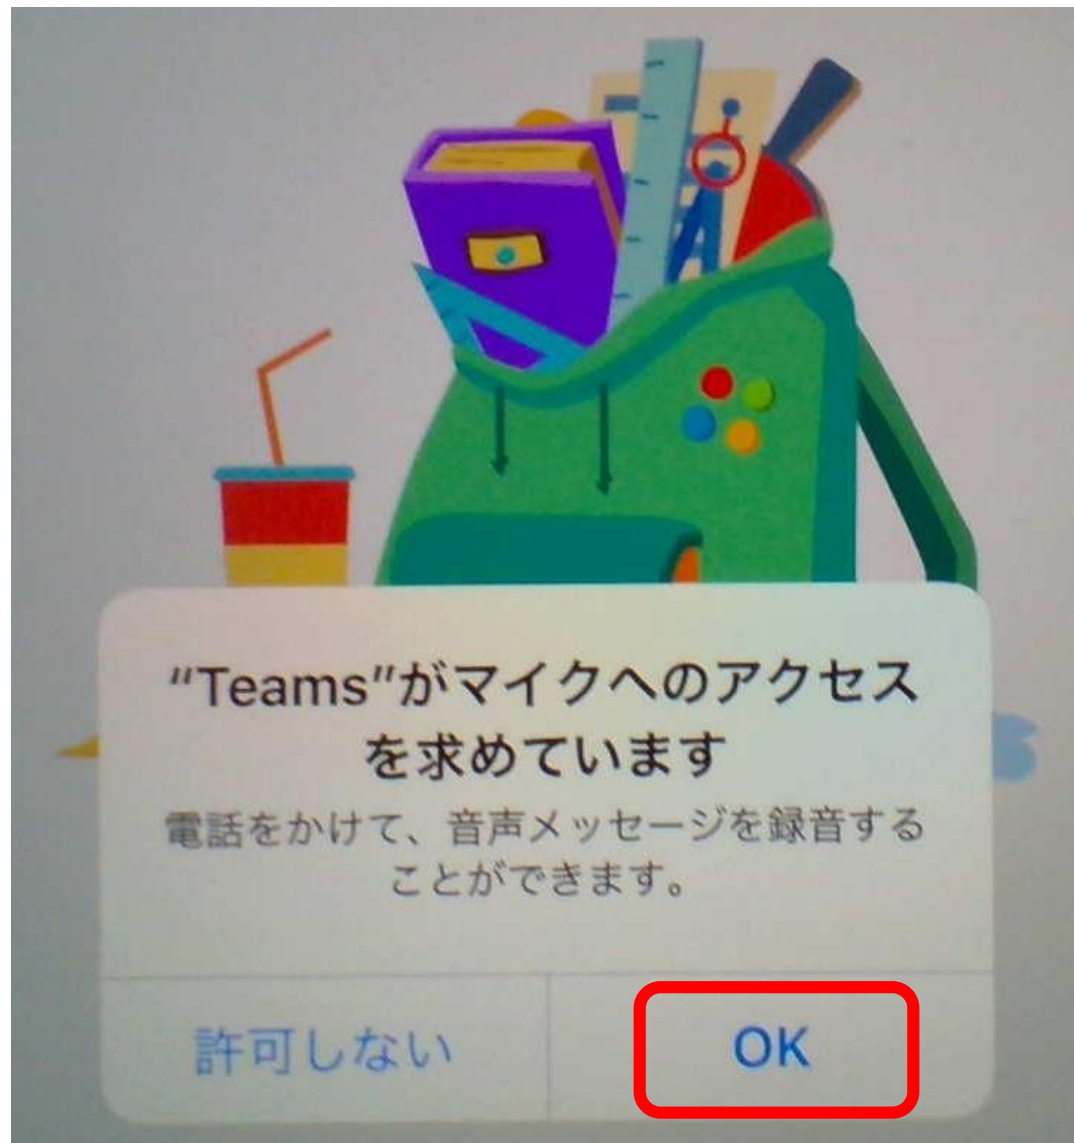 “Teams”がマイクへのアクセス
を求めています
電話をかけて、音声メッセージを録音する
ことができます。
許可しない
OK